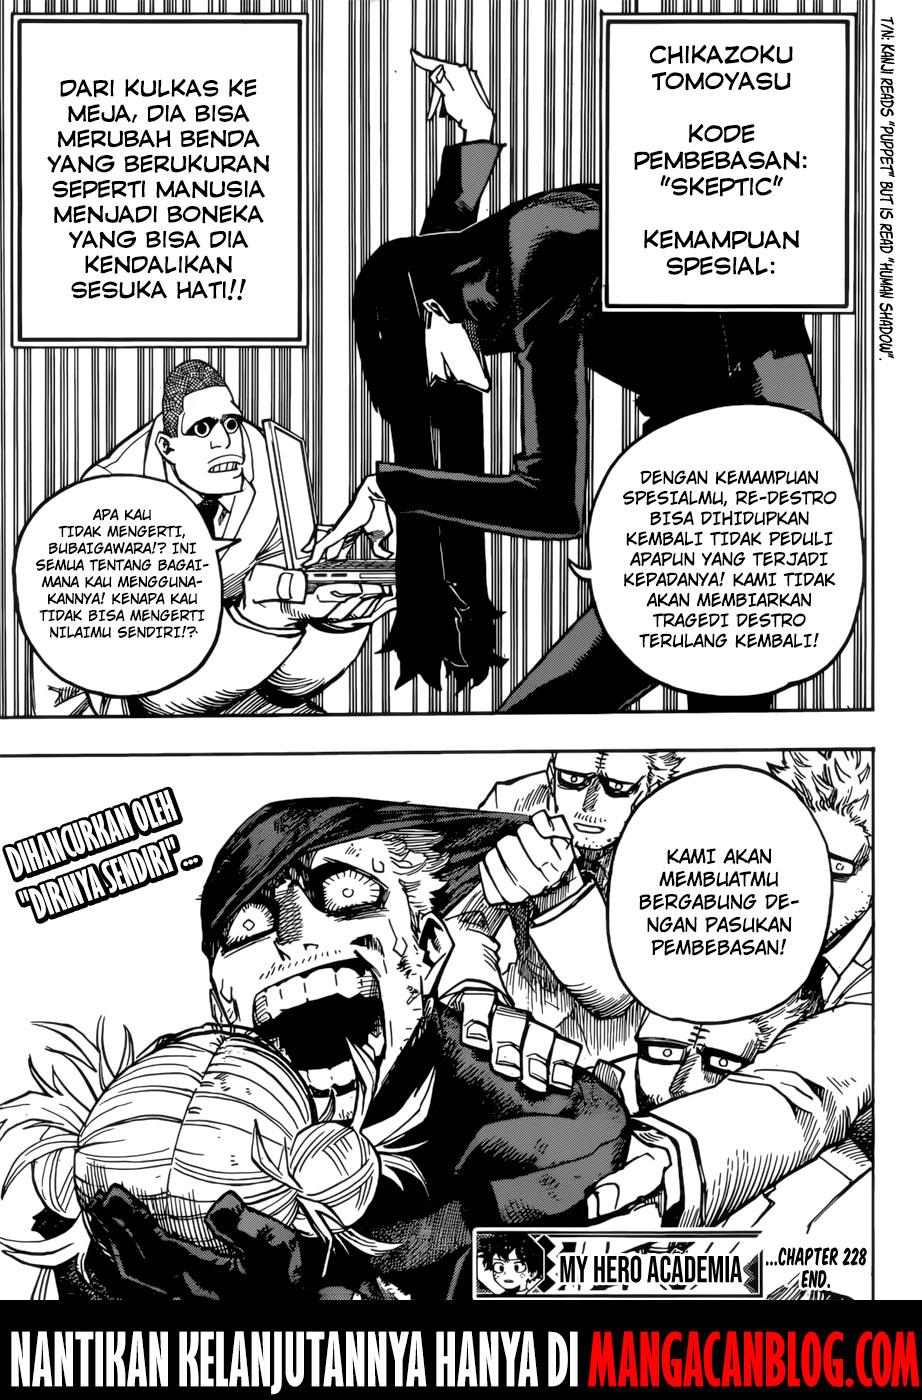 T/N: KANJI READS "PUPPET" BUT IS READ "HUMAN SHADOW".
CHIKAZOKU
TOMOYASU
KODE
PEMBEBASAN:
"SKEPTIC"
KEMAMPUAN
SPESIAL:
DARI KULKAS KE
MEJA, DIA BISA
MERUBAH BENDA
YANG BERUKURAN
SEPERTI MANUSIA
MENJADI BONEKA
YANG BISA DIA
KENDALIKAN
SESUKA HATI!!
DENGAN KEMAMPUAN
SPESIALMU, RE-DESTRO
BISA DIHIDUPKAN
KEMBALI TIDAK PEDULI
APAPUN YANG TERJADI
KEPADANYA! KAMI TIDAK
AKAN MEMBIARKAN
TRAGEDI DESTRO
TERULANG KEMBALI!
APA KAU
TIDAK MENGERTI,
BUBAIGAWARA!? INI
SEMUA TENTANG BAGAI-
MANA KAU MENGGUNA-
KANNYA! KENAPA KAU
TIDAK BISA MENGERTI
NILAIMU SENDIRI!?
KAMI AKAN
MEMBUATMU
BERGABUNG DE-
NGAN PASUKAN
PEMBEBASAN!
DIHANCURKAN OLEH
"DIRINYA SENDIRI" ...
MY HERO ACADEMIA
...CHAPTER 228
END.
NANTIKAN KELANJUTANNYA HANYA DI MANGACANBLOG.COM